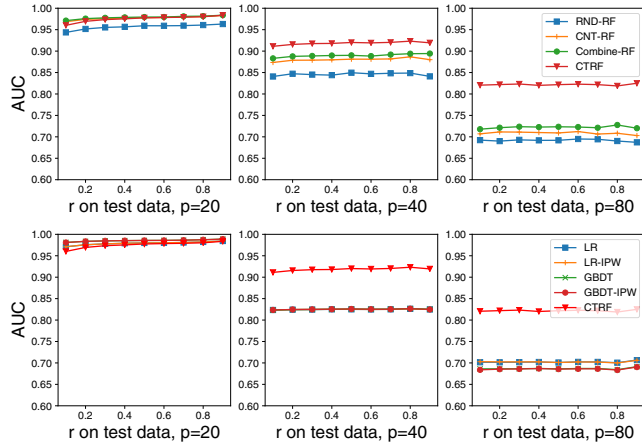 1.00 1.00 1.00
0.95 0.95 0.95 RND-RF
0.90 0.90 0.90 CNT-RF
0.85 0.85 0.85 Combine-RF
0.80 0.80 0.80 CTRF
0.75 0.75 0.75
0.70 0.70 0.70
0.65 0.65 0.65
0.60 0.60 0.60
AUC
0.2 0.4 0.6 0.8 0.2 0.4 0.6 0.8 0.2 0.4 0.6 0.8
r on test data, p=20 r on test data, p=40 r on test data, p=80
1.00 1.00 1.00
0.95 0.95 0.95 LR
0.90 0.90 0.90 LR-IPW
0.85 0.85 0.85 GBDT
0.80 0.80 0.80 GBDT-IPW
0.75 0.75 0.75 CTRF
0.70 0.70 0.70
0.65 0.65 0.65
0.60 0.60 0.60
AUC
0.2 0.4 0.6 0.8 0.2 0.4 0.6 0.8 0.2 0.4 0.6 0.8
r on test data, p=20 r on test data, p=40 r on test data, p=80